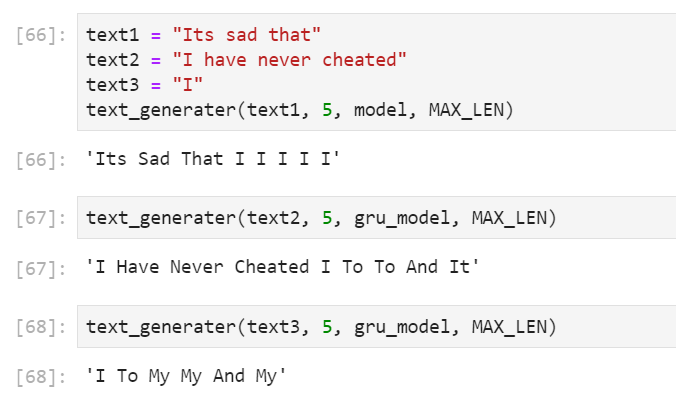 [66]: text1 = "Its sad that"
text2 = "I have never cheated"
text3 = "I"
text_generater(text1, 5, model, MAX_LEN)
[66]: 'Its Sad That I I I I I'
[67]: text_generater(text2, 5, gru_model, MAX_LEN)
[67]: 'I Have Never Cheated I To To And It'
[68]: text_generater(text3, 5, gru_model, MAX_LEN)
[68]: 'I To My My And My'